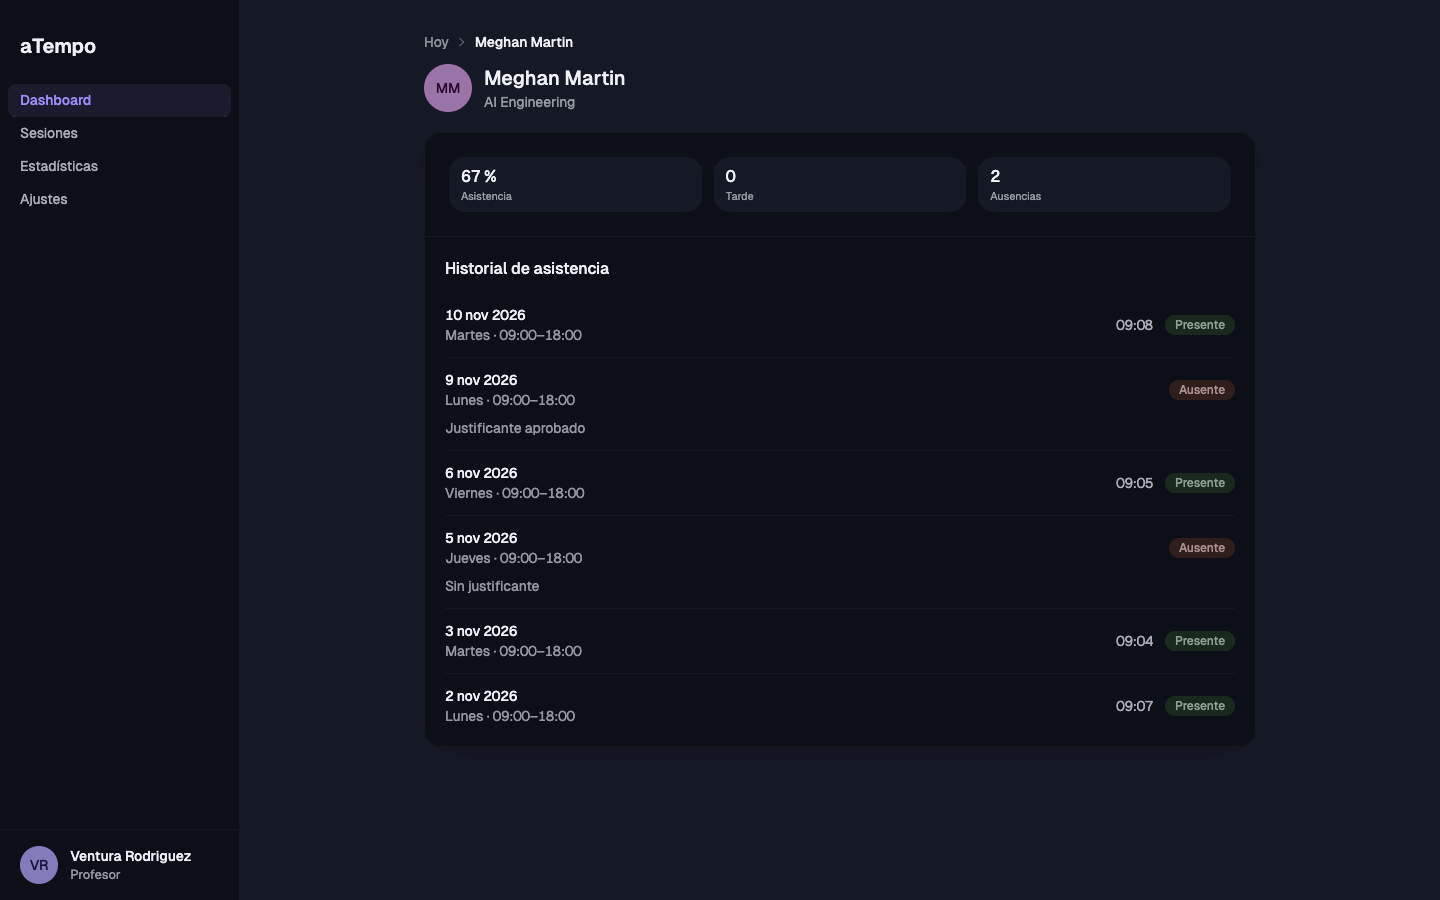 aTempo
Dashboard
Sesiones
Estadísticas
Ajustes
Hoy > Meghan Martin
MM
Meghan Martin
AI Engineering
67 %
Asistencia
0
Tarde
2
Ausencias
Historial de asistencia
10 nov 2026
Martes · 09:00–18:00
09:08 Presente
9 nov 2026
Lunes · 09:00–18:00
Ausente
Justificante aprobado
6 nov 2026
Viernes · 09:00–18:00
09:05 Presente
5 nov 2026
Jueves · 09:00–18:00
Ausente
Sin justificante
3 nov 2026
Martes · 09:00–18:00
09:04 Presente
2 nov 2026
Lunes · 09:00–18:00
09:07 Presente
VR
Ventura Rodriguez
Profesor